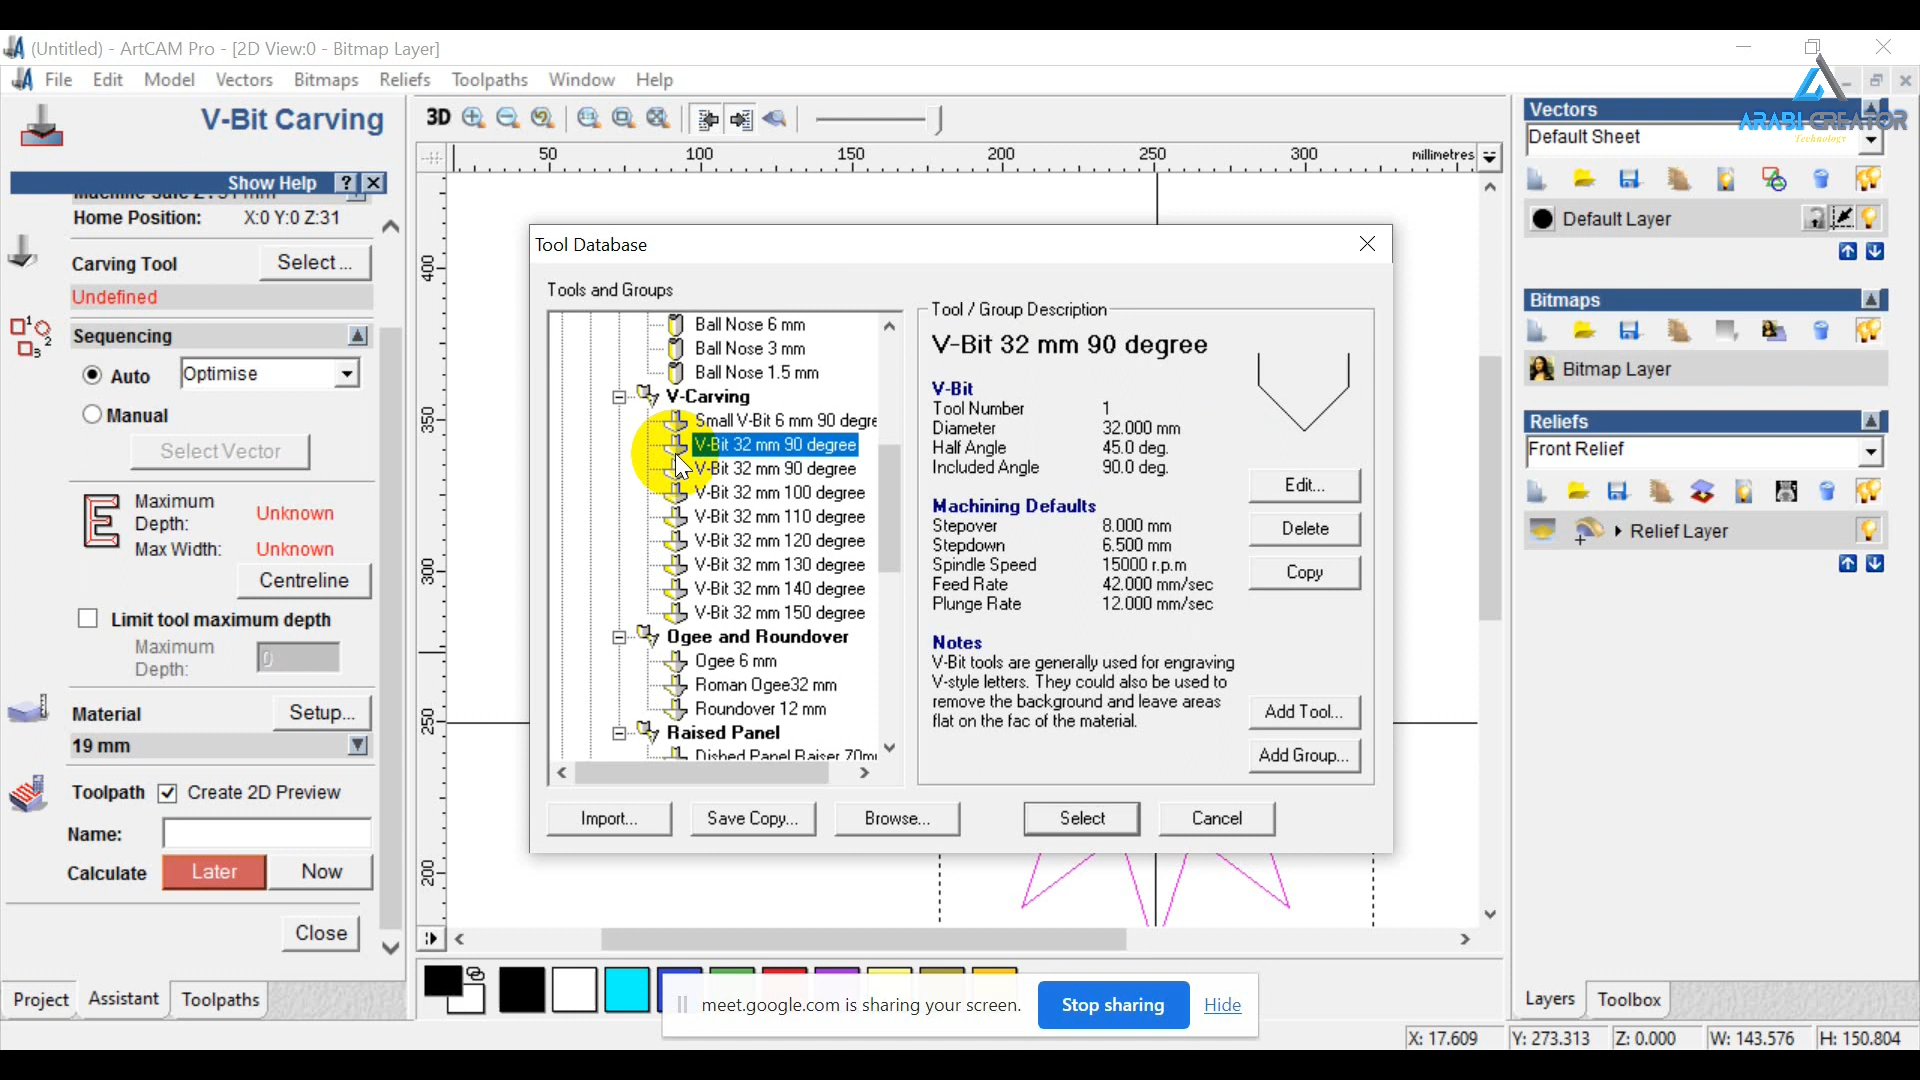 (Untitled) - ArtCAM Pro - [2D View:0 - Bitmap Layer]
File Edit Model Vectors Bitmaps Reliefs Toolpaths Window Help
ARABI CREATOR
Technology
V-Bit Carving
Show Help ?
Home Position: X:0 Y:0 Z:31
Carving Tool Select ...
Undefined
Sequencing
Auto Optimise
Manual
Select Vector
Maximum Depth: Unknown
Max Width: Unknown
Centreline
Limit tool maximum depth
Maximum Depth: 0
Material Setup...
19 mm
Toolpath Create 2D Preview
Name:
Calculate Later Now
Close
Project Assistant Toolpaths
3D
50 100 150 200 250 300 millimetres
400
350
300
250
200
Tool Database
Tools and Groups
Ball Nose 6 mm
Ball Nose 3 mm
Ball Nose 1.5 mm
V-Carving
Small V-Bit 6 mm 90 degre
V-Bit 32 mm 90 degree
V-Bit 32 mm 90 degree
V-Bit 32 mm 100 degree
V-Bit 32 mm 110 degree
V-Bit 32 mm 120 degree
V-Bit 32 mm 130 degree
V-Bit 32 mm 140 degree
V-Bit 32 mm 150 degree
Ogee and Roundover
Ogee 6 mm
Roman Ogee32 mm
Roundover 12 mm
Raised Panel
Dished Panel Raiser 70m
Tool / Group Description
V-Bit 32 mm 90 degree
V-Bit
Tool Number 1
Diameter 32.000 mm
Half Angle 45.0 deg.
Included Angle 90.0 deg.
Machining Defaults
Stepover 8.000 mm
Stepdown 6.500 mm
Spindle Speed 15000 r.p.m
Feed Rate 42.000 mm/sec
Plunge Rate 12.000 mm/sec
Notes
V-Bit tools are generally used for engraving
V-style letters. They could also be used to
remove the background and leave areas
flat on the fac of the material.
Edit...
Delete
Copy
Add Tool...
Add Group...
Import... Save Copy... Browse... Select Cancel
meet.google.com is sharing your screen. Stop sharing Hide
Vectors
Default Sheet
Default Layer
Bitmaps
Bitmap Layer
Reliefs
Front Relief
Relief Layer
Layers Toolbox
X: 17.609 Y: 273.313 Z: 0.000 W: 143.576 H: 150.804